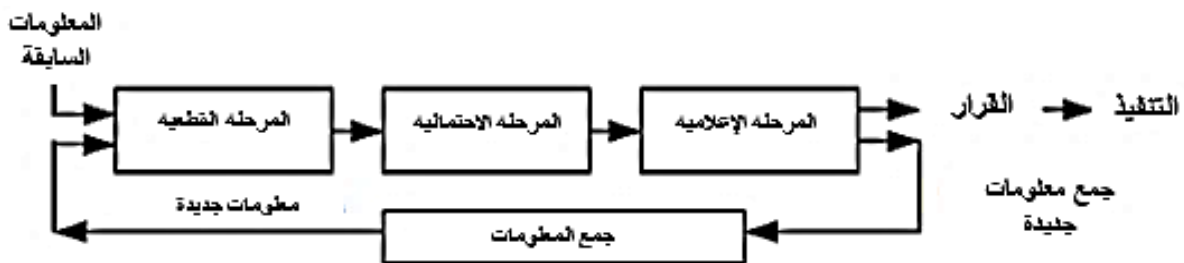 المعلومات
السابقة
المرحله القطعيه
المرحله الاحتماليه
المرحله الإعلاميه
القرار
التنفيذ
جمع معلومات
جديدة
معلومات جديدة
جمع المعلومات